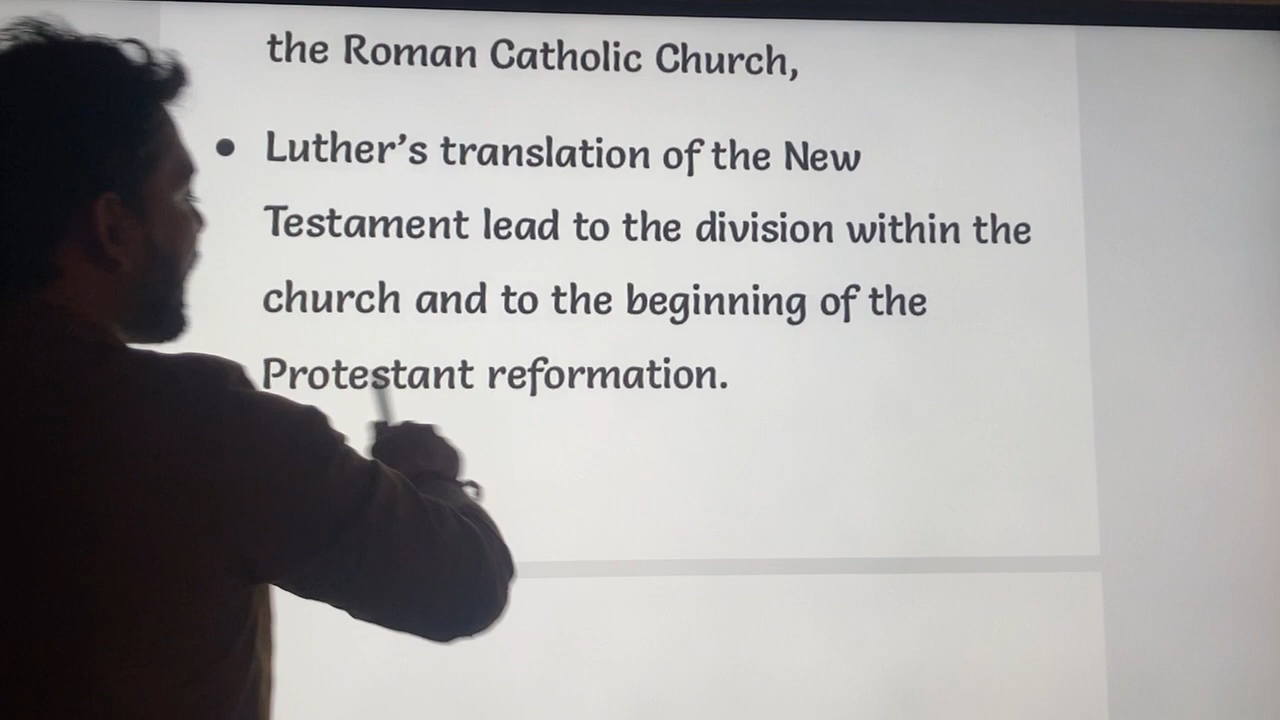 the Roman Catholic Church,
• Luther's translation of the New
Testament lead to the division within the
church and to the beginning of the
Protestant reformation.